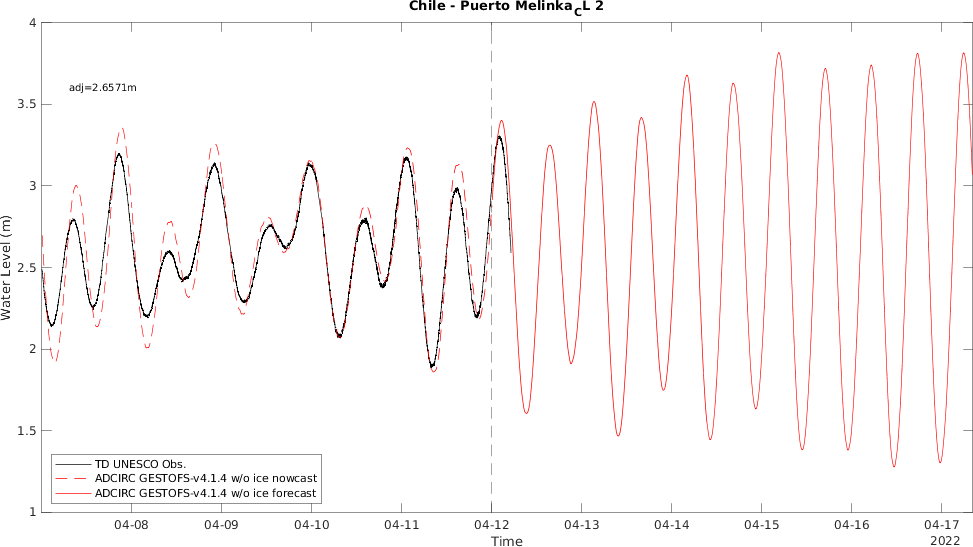 Chile - Puerto Melinka_CL 2
adj=2.6571m
Water Level (m)
4
3.5
3
2.5
2
1.5
1
TD UNESCO Obs.
ADCIRC GESTOFS-v4.1.4 w/o ice nowcast
ADCIRC GESTOFS-v4.1.4 w/o ice forecast
04-08 04-09 04-10 04-11 04-12 04-13 04-14 04-15 04-16 04-17
Time
2022